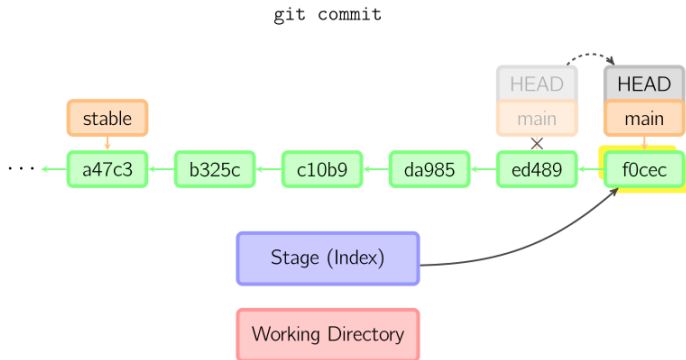 git commit
HEAD
HEAD
stable
main
main
...
a47c3
b325c
c10b9
da985
ed489
f0cec
Stage (Index)
Working Directory